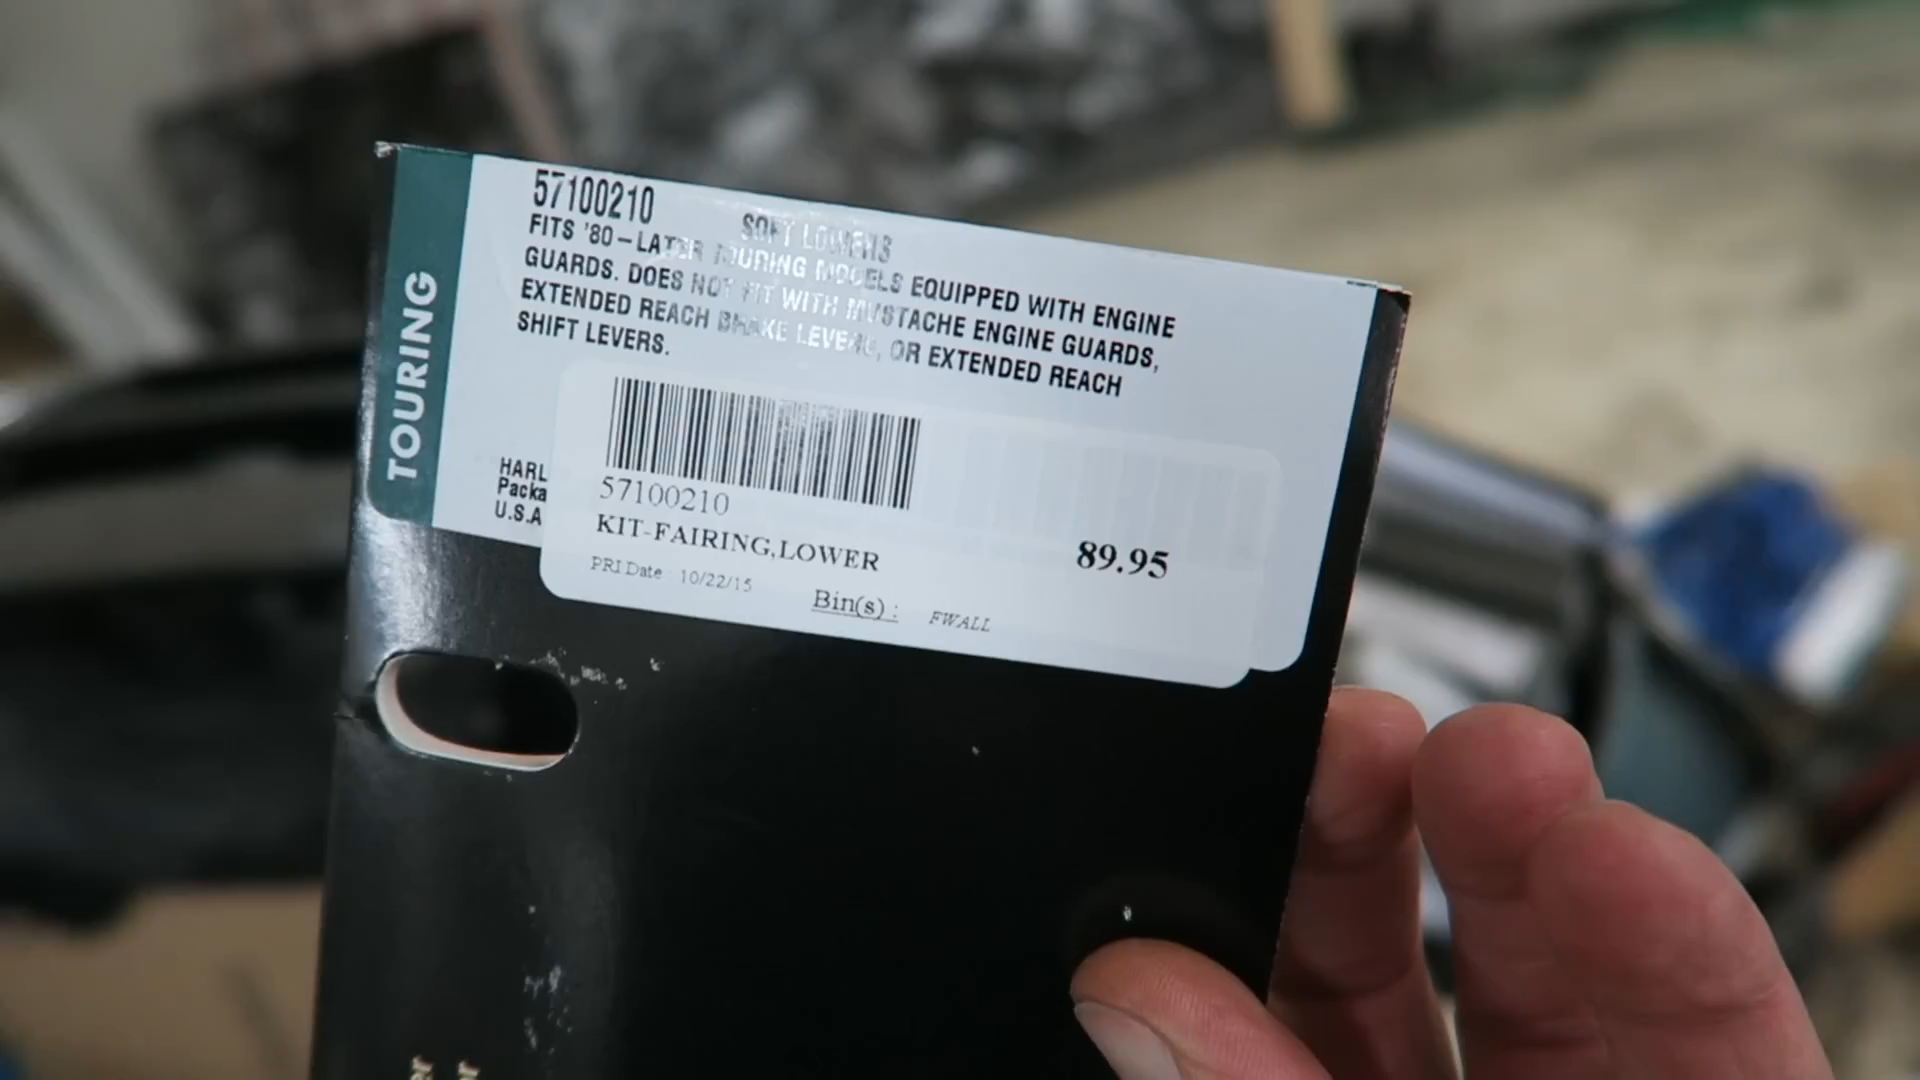 TOURING
57100210 SOFT LOWERS
FITS '80–LATER TOURING MODELS EQUIPPED WITH ENGINE
GUARDS. DOES NOT FIT WITH MUSTACHE ENGINE GUARDS,
EXTENDED REACH BRAKE LEVERS, OR EXTENDED REACH
SHIFT LEVERS.
HARL
Packa
U.S.A
57100210
KIT-FAIRING,LOWER 89.95
PRI Date 10/22/15 Bin(s) : FWALL